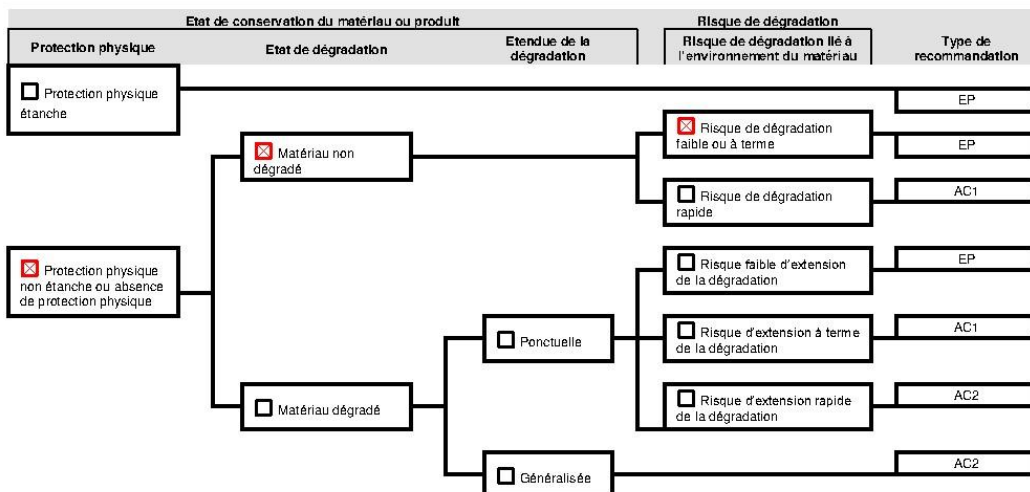 Etat de conservation du matériau ou produit
Risque de dégradation
Protection physique
Etat de dégradation
Etendue de la
dégradation
Risque de dégradation lié à
l'environnement du matériau
Type de
recommandation
Protection physique
étanche
EP
Matériau non
dégradé
Risque de dégradation
faible ou à terme
EP
Risque de dégradation
rapide
AC1
Protection physique
non étanche ou absence
de protection physique
Risque faible d'extension
de la dégradation
EP
Ponctuelle
Risque d'extension à terme
de la dégradation
AC1
Matériau dégradé
Risque d'extension rapide
de la dégradation
AC2
Généralisée
AC2